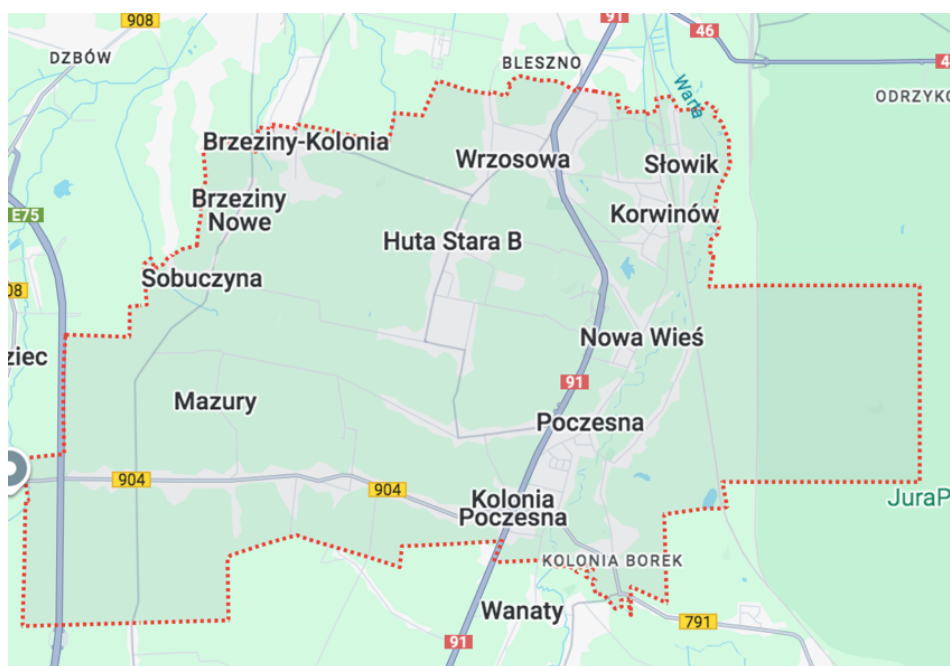 91
908
46
DZBÓW
BLESZNO
4
Warta
ODRZYKO
Brzeziny-Kolonia
Wrzosowa
Słowik
Brzeziny
Nowe
Korwinów
E75
Huta Stara B
Sobuczyna
08
Nowa Wieś
ziec
91
Mazury
Poczesna
904
904
Kolonia
Poczesna
JuraP
KOLONIA BOREK
Wanaty
791
91